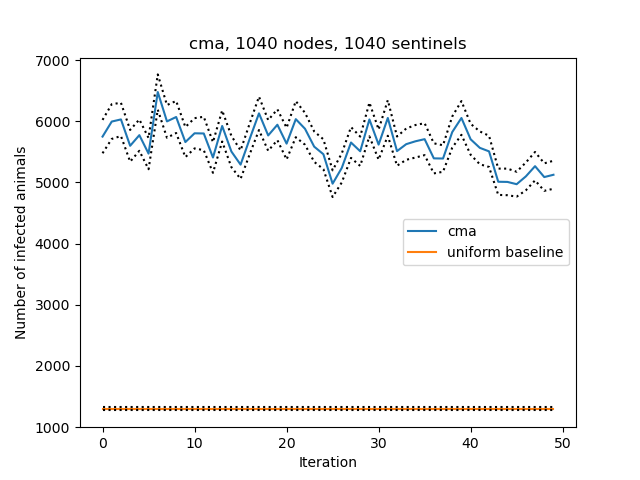 cma, 1040 nodes, 1040 sentinels
Number of infected animals
7000
6000
5000
4000
3000
2000
1000
cma
uniform baseline
0 10 20 30 40 50
Iteration